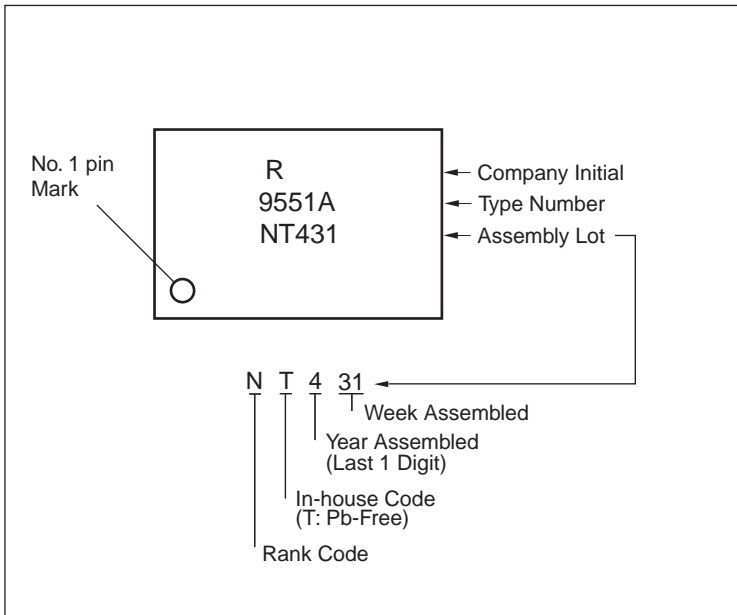 No. 1 pin
Mark
R
9551A
NT431
Company Initial
Type Number
Assembly Lot
N T 4 31
Week Assembled
Year Assembled
(Last 1 Digit)
In-house Code
(T: Pb-Free)
Rank Code